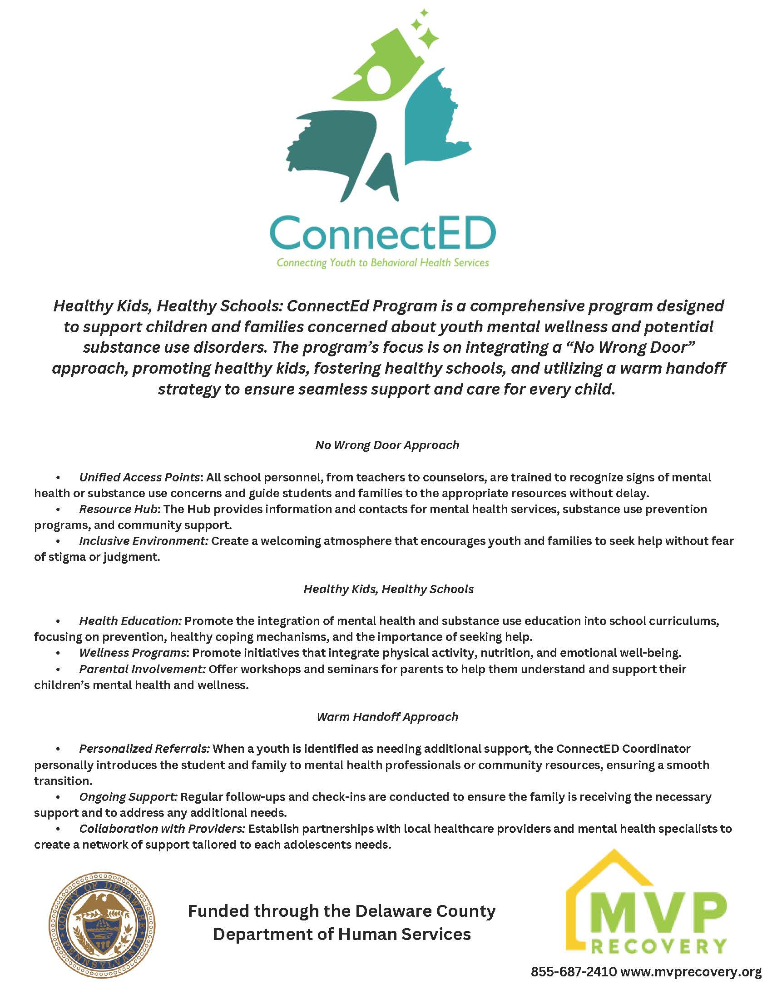 ConnectED
Connecting Youth to Behavioral Health Services
Healthy Kids, Healthy Schools: ConnectEd Program is a comprehensive program designed
to support children and families concerned about youth mental wellness and potential
substance use disorders. The program’s focus is on integrating a “No Wrong Door”
approach, promoting healthy kids, fostering healthy schools, and utilizing a warm handoff
strategy to ensure seamless support and care for every child.
No Wrong Door Approach
• Unified Access Points: All school personnel, from teachers to counselors, are trained to recognize signs of mental
health or substance use concerns and guide students and families to the appropriate resources without delay.
• Resource Hub: The Hub provides information and contacts for mental health services, substance use prevention
programs, and community support.
• Inclusive Environment: Create a welcoming atmosphere that encourages youth and families to seek help without fear
of stigma or judgment.
Healthy Kids, Healthy Schools
• Health Education: Promote the integration of mental health and substance use education into school curriculums,
focusing on prevention, healthy coping mechanisms, and the importance of seeking help.
• Wellness Programs: Promote initiatives that integrate physical activity, nutrition, and emotional well-being.
• Parental Involvement: Offer workshops and seminars for parents to help them understand and support their
children’s mental health and wellness.
Warm Handoff Approach
• Personalized Referrals: When a youth is identified as needing additional support, the ConnectED Coordinator
personally introduces the student and family to mental health professionals or community resources, ensuring a smooth
transition.
• Ongoing Support: Regular follow-ups and check-ins are conducted to ensure the family is receiving the necessary
support and to address any additional needs.
• Collaboration with Providers: Establish partnerships with local healthcare providers and mental health specialists to
create a network of support tailored to each adolescents needs.
COUNTY OF DELAWARE
PENNSYLVANIA
Funded through the Delaware County
Department of Human Services
MVP
RECOVERY
855-687-2410 www.mvprecovery.org